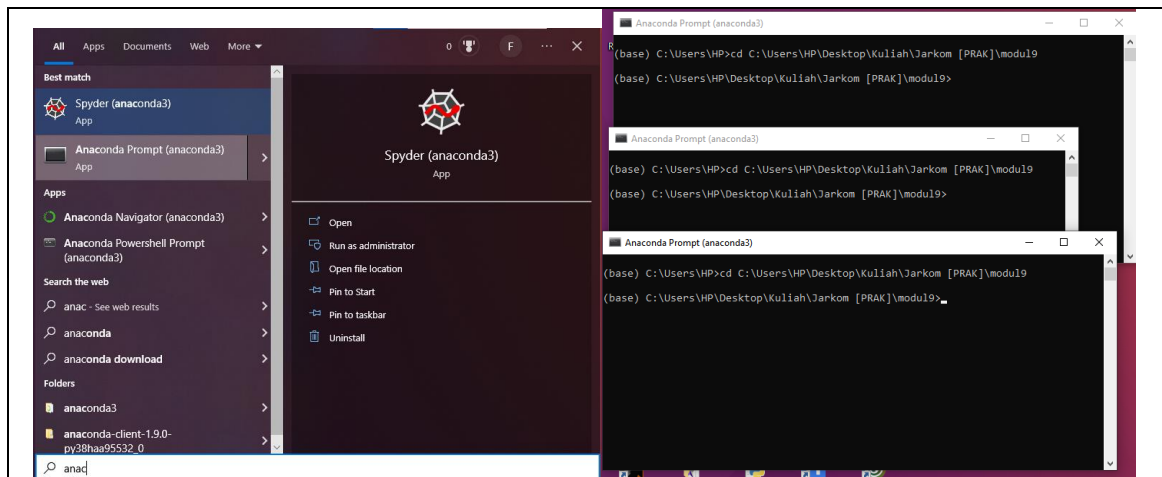 All Apps Documents Web More
0 F ... 
Best match
Spyder (anaconda3)
App
Anaconda Prompt (anaconda3)
App
Apps
Anaconda Navigator (anaconda3)
Anaconda Powershell Prompt
(anaconda3)
Search the web
anac - See web results
anaconda
anaconda download
Folders
anaconda3
anaconda-client-1.9.0-
py38haa95532_0
anac
Spyder (anaconda3)
App
Open
Run as administrator
Open file location
Pin to Start
Pin to taskbar
Uninstall
Anaconda Prompt (anaconda3)
(base) C:\Users\HP>cd C:\Users\HP\Desktop\Kuliah\Jarkom [PRAK]\modul9
(base) C:\Users\HP\Desktop\Kuliah\Jarkom [PRAK]\modul9>
Anaconda Prompt (anaconda3)
(base) C:\Users\HP>cd C:\Users\HP\Desktop\Kuliah\Jarkom [PRAK]\modul9
(base) C:\Users\HP\Desktop\Kuliah\Jarkom [PRAK]\modul9>
Anaconda Prompt (anaconda3)
(base) C:\Users\HP>cd C:\Users\HP\Desktop\Kuliah\Jarkom [PRAK]\modul9
(base) C:\Users\HP\Desktop\Kuliah\Jarkom [PRAK]\modul9>_